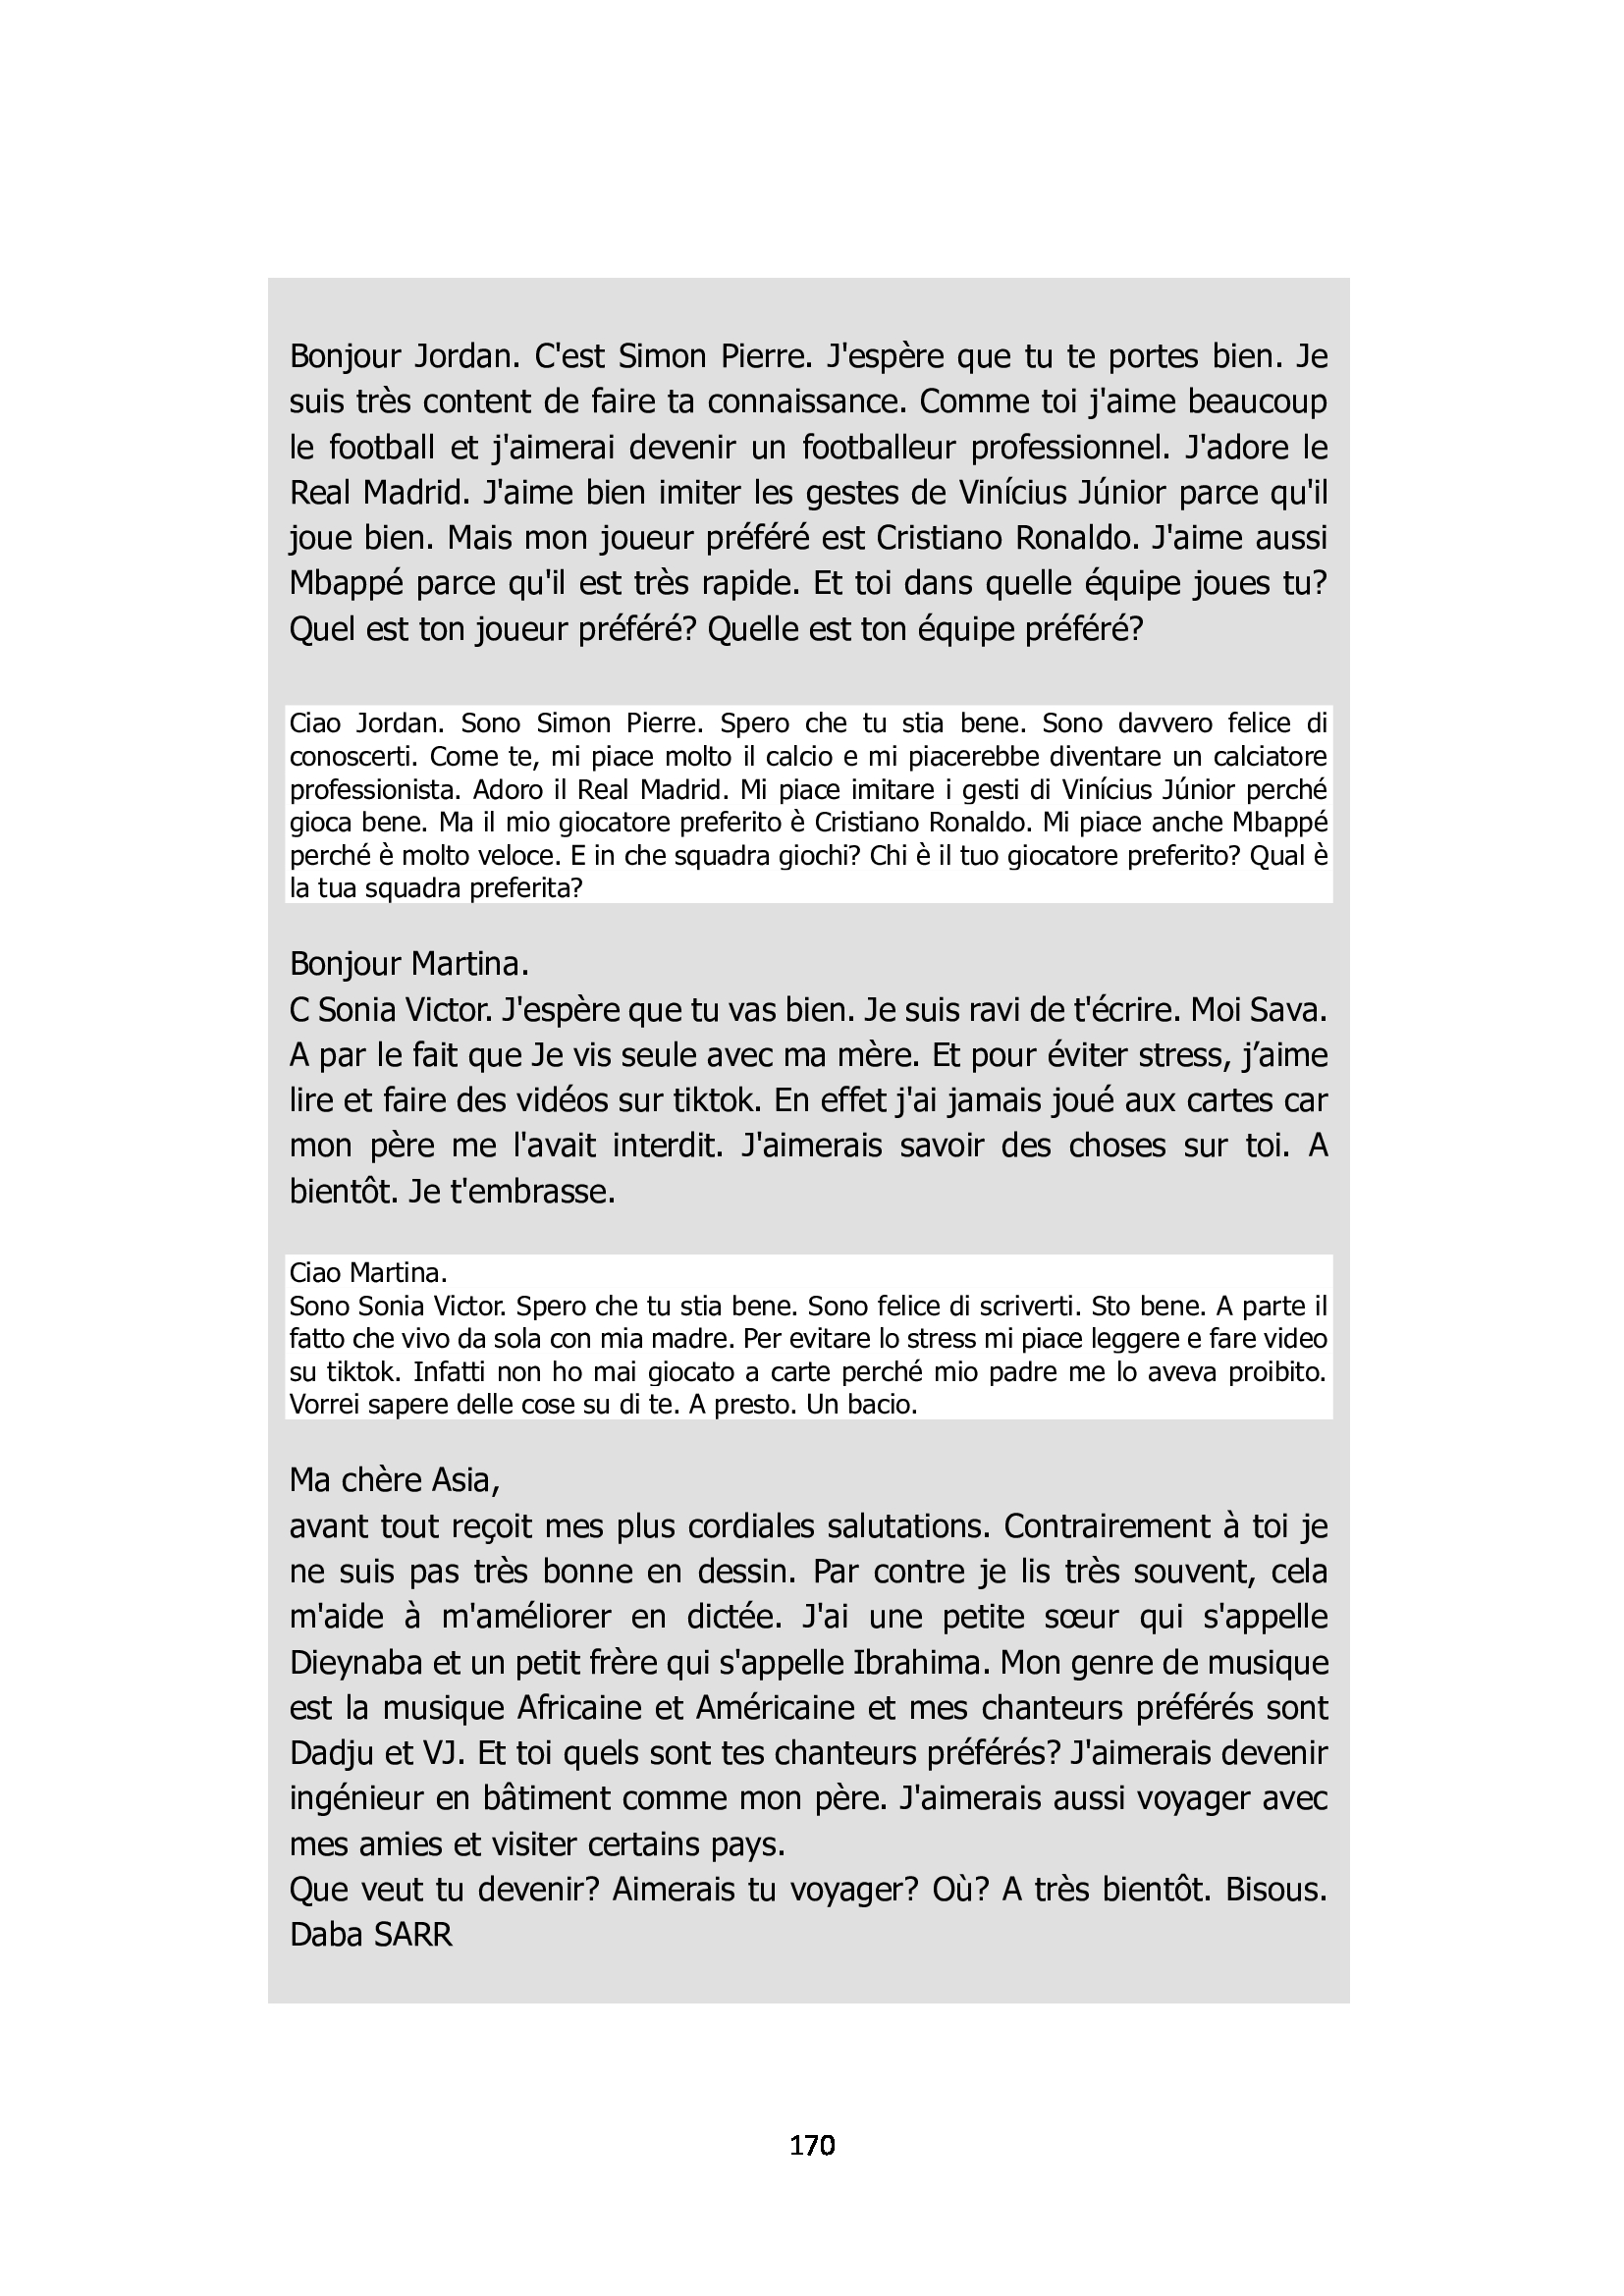 Bonjour Jordan. C'est Simon Pierre. J'espère que tu te portes bien. Je
suis très content de faire ta connaissance. Comme toi j'aime beaucoup
le football et j'aimerai devenir un footballeur professionnel. J'adore le
Real Madrid. J'aime bien imiter les gestes de Vinícius Júnior parce qu'il
joue bien. Mais mon joueur préféré est Cristiano Ronaldo. J'aime aussi
Mbappé parce qu'il est très rapide. Et toi dans quelle équipe joues tu?
Quel est ton joueur préféré? Quelle est ton équipe préféré?
Ciao Jordan. Sono Simon Pierre. Spero che tu stia bene. Sono davvero felice di
conoscerti. Come te, mi piace molto il calcio e mi piacerebbe diventare un calciatore
professionista. Adoro il Real Madrid. Mi piace imitare i gesti di Vinícius Júnior perché
gioca bene. Ma il mio giocatore preferito è Cristiano Ronaldo. Mi piace anche Mbappé
perché è molto veloce. E in che squadra giochi? Chi è il tuo giocatore preferito? Qual è
la tua squadra preferita?
Bonjour Martina.
C Sonia Victor. J'espère que tu vas bien. Je suis ravi de t'écrire. Moi Sava.
A par le fait que Je vis seule avec ma mère. Et pour éviter stress, j’aime
lire et faire des vidéos sur tiktok. En effet j'ai jamais joué aux cartes car
mon père me l'avait interdit. J'aimerais savoir des choses sur toi. A
bientôt. Je t'embrasse.
Ciao Martina.
Sono Sonia Victor. Spero che tu stia bene. Sono felice di scriverti. Sto bene. A parte il
fatto che vivo da sola con mia madre. Per evitare lo stress mi piace leggere e fare video
su tiktok. Infatti non ho mai giocato a carte perché mio padre me lo aveva proibito.
Vorrei sapere delle cose su di te. A presto. Un bacio.
Ma chère Asia,
avant tout reçoit mes plus cordiales salutations. Contrairement à toi je
ne suis pas très bonne en dessin. Par contre je lis très souvent, cela
m'aide à m'améliorer en dictée. J'ai une petite sœur qui s'appelle
Dieynaba et un petit frère qui s'appelle Ibrahima. Mon genre de musique
est la musique Africaine et Américaine et mes chanteurs préférés sont
Dadju et VJ. Et toi quels sont tes chanteurs préférés? J'aimerais devenir
ingénieur en bâtiment comme mon père. J'aimerais aussi voyager avec
mes amies et visiter certains pays.
Que veut tu devenir? Aimerais tu voyager? Où? A très bientôt. Bisous.
Daba SARR
170